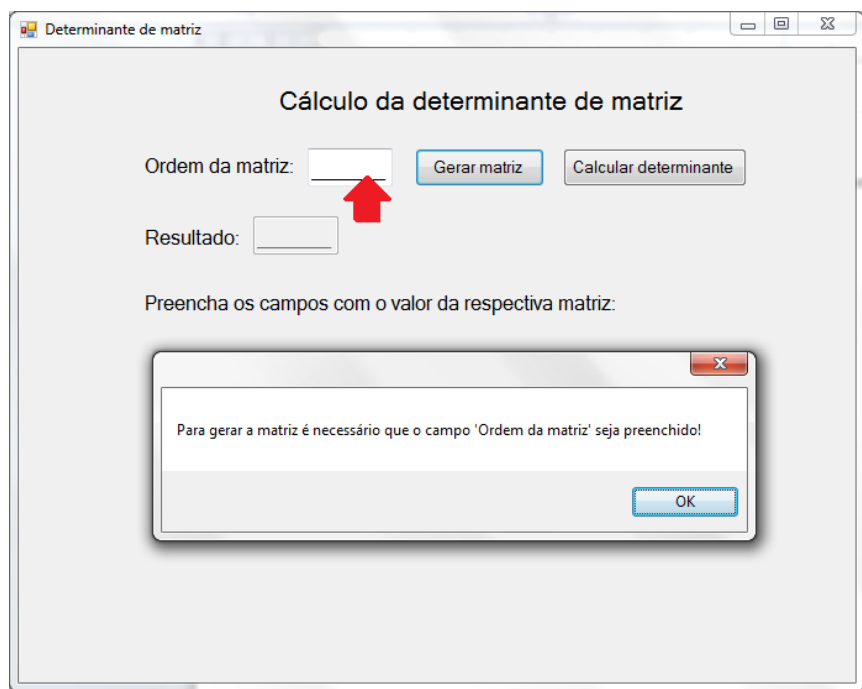 Determinante de matriz
Cálculo da determinante de matriz
Ordem da matriz: Gerar matriz Calcular determinante
Resultado:
Preencha os campos com o valor da respectiva matriz:
Para gerar a matriz é necessário que o campo 'Ordem da matriz' seja preenchido!
OK